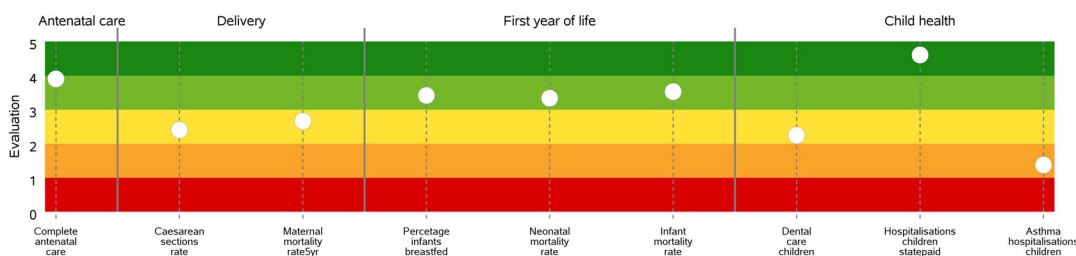 Antenatal care Delivery First year of life Child health
5
4
3
2
1
0
Evaluation
Complete
antenatal
care
Caesarean
sections
rate
Maternal
mortality
rate5yr
Percetage
infants
breastfed
Neonatal
mortality
rate
Infant
mortality
rate
Dental
care
children
Hospitalisations
children
statepaid
Asthma
hospitalisations
children